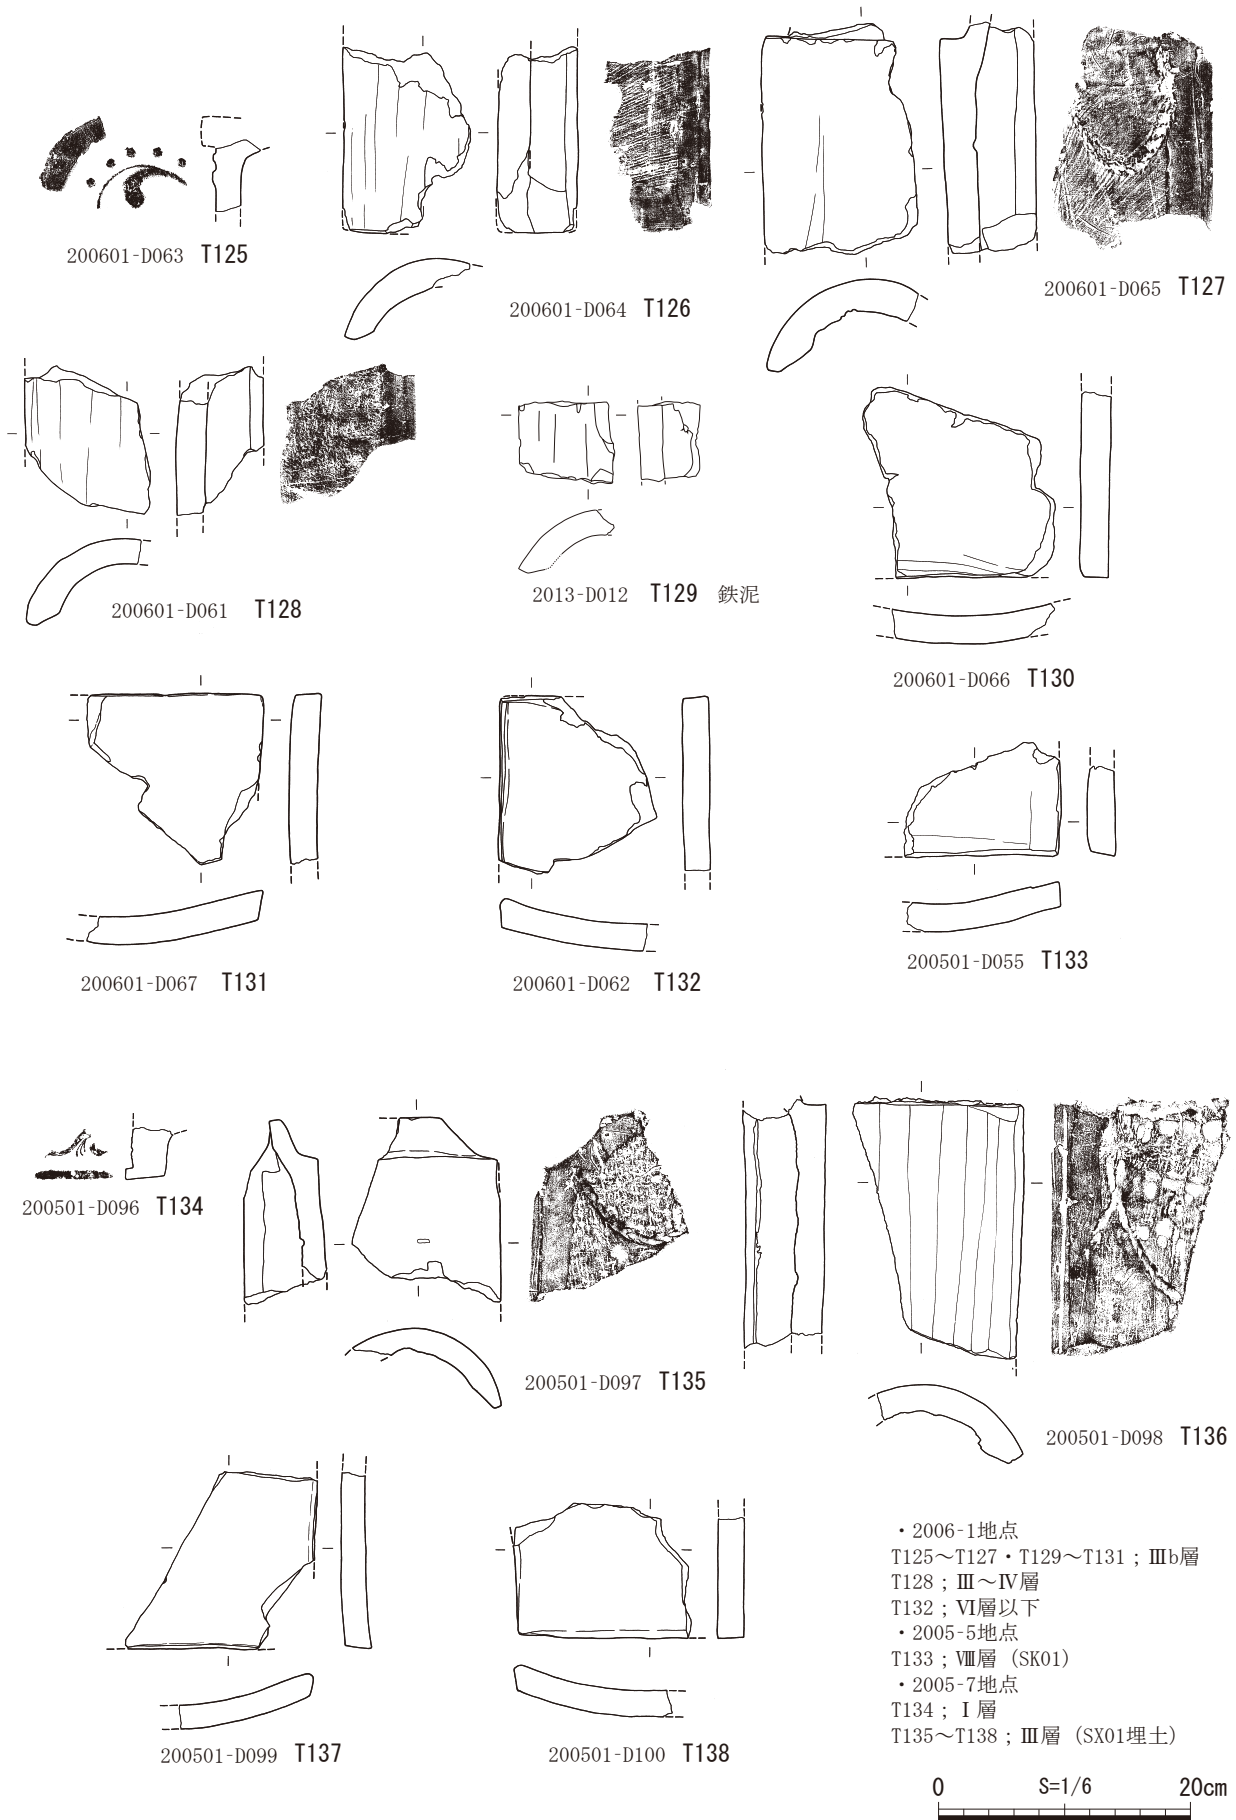 200601-D063 T125
200601-D064 T126
200601-D065 T127
200601-D061 T128
2013-D012 T129 鉄泥
200601-D066 T130
200601-D067 T131
200601-D062 T132
200501-D055 T133
200501-D096 T134
200501-D097 T135
200501-D098 T136
200501-D099 T137
200501-D100 T138
・2006-1地点
T125～T127・T129～T131；Ⅲb層
T128；Ⅲ～Ⅳ層
T132；Ⅵ層以下
・2005-5地点
T133；Ⅷ層（SK01）
・2005-7地点
T134；Ⅰ層
T135～T138；Ⅲ層（SX01埋土）
0 S=1/6 20cm